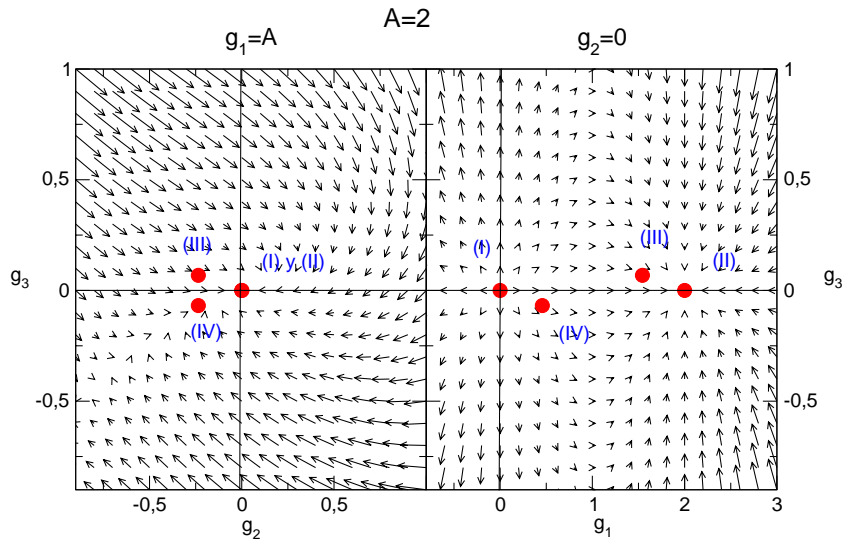 A=2
g1=A
g2=0
1 1
0,5 0,5
(III) (I) y (II) (I) (III) (II)
g3 0 0 g3
(IV) (IV)
-0,5 -0,5
-0,5 0 0,5 0 1 2 3
g2 g1